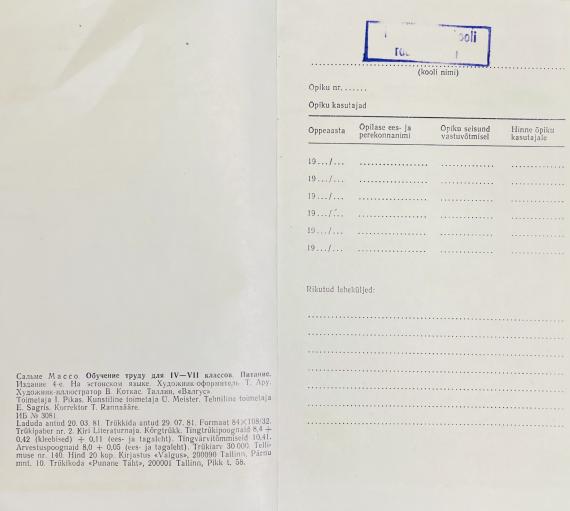 Сальме Массо. Обучение труду для IV—VII классов. Питание.
Издание 4-е. На эстонском языке. Художник-оформитель Т. Ару.
Художник-иллюстратор В. Коткас. Таллин, «Валгус».
Toimetaja I. Pikas. Kunstiline toimetaja Ü. Meister. Tehniline toimetaja
E. Sagris. Korrektor T. Rannaääre.
ИБ № 3081.
Laduda antud 20. 03. 81. Trükkida antud 29. 07. 81. Formaat 84×108/32.
Trükipaber nr. 2. Kiri Literaturnaja. Kõrgtrükk. Tingtrükipoognaid 8,4 +
0,42 (kleebised) + 0,11 (ees- ja tagaleht). Tingvärvitõmmiseid 10,41.
Arvestuspoognaid 8,0 + 0,05 (ees- ja tagaleht). Trükiarv 30 000. Telli-
muse nr. 140. Hind 20 kop. Kirjastus «Valgus», 200090 Tallinn, Pärnu
mnt. 10. Trükikoda «Punane Täht», 200001 Tallinn, Pikk t. 58.
(kooli nimi)
Õpiku nr. ......
Õpiku kasutajad
Õppeaasta Õpilase ees- ja perekonnanimi Õpiku seisund vastuvõtmisel Hinne õpiku kasutajale
19.../...
19.../...
19.../...
19.../...
19.../...
19.../...
Rikutud leheküljed: